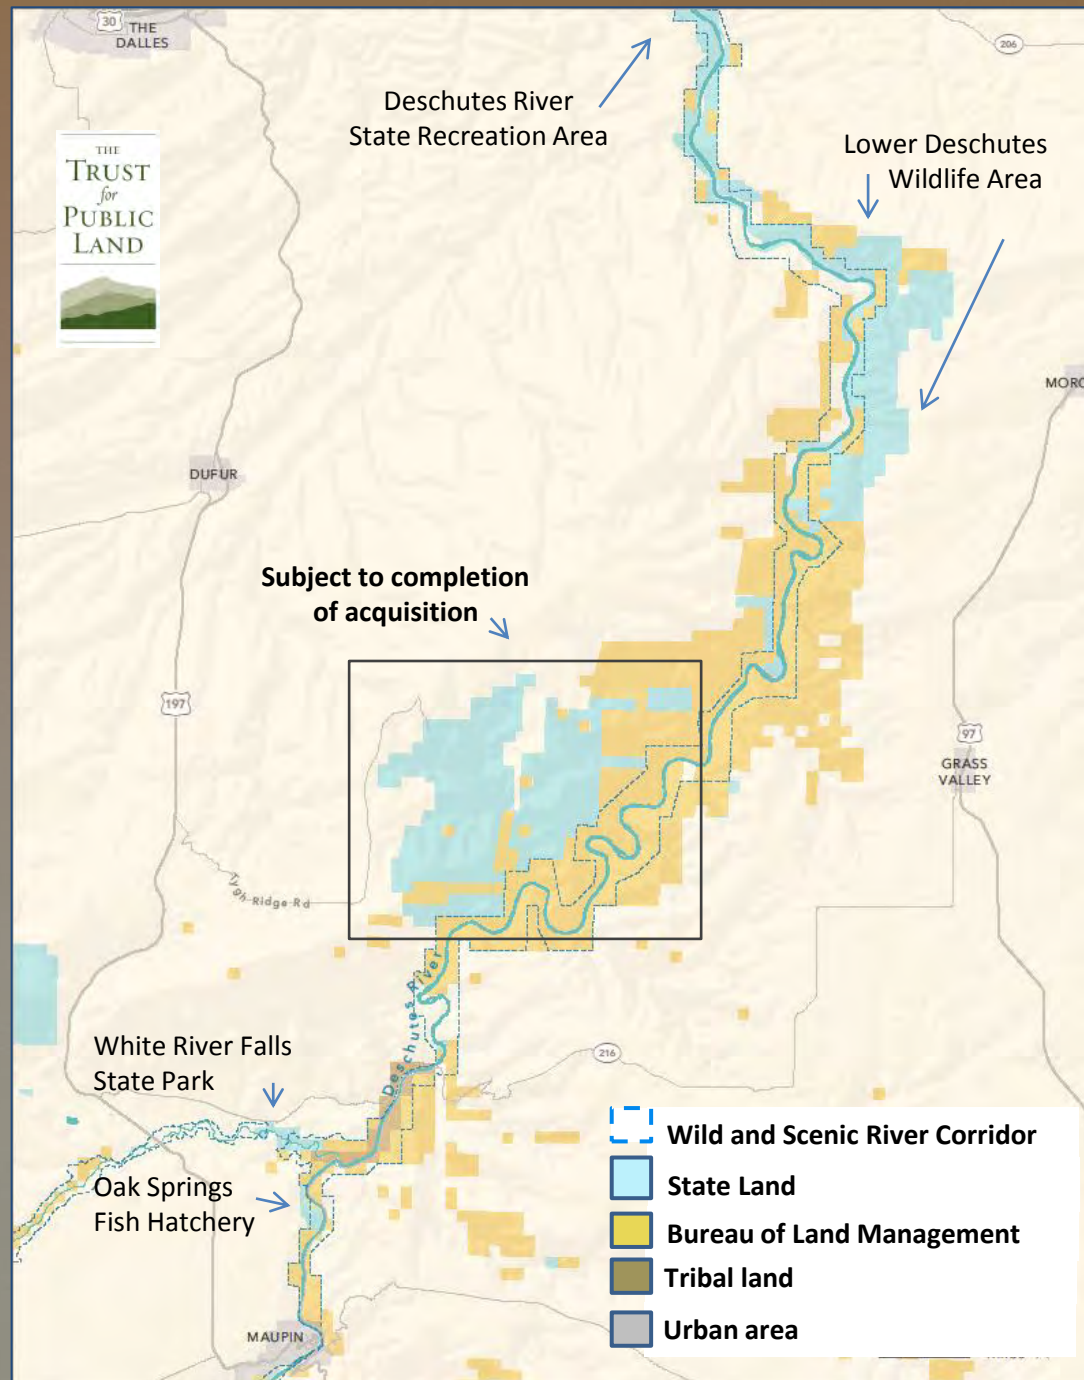 30
THE
DALLES
206
Deschutes River
State Recreation Area
Lower Deschutes
Wildlife Area
THE
TRUST
for
PUBLIC
LAND
MORO
DUFUR
Subject to completion
of acquisition
197
97
GRASS
VALLEY
Tygh Ridge Rd
Deschutes River
White River Falls
State Park
216
Oak Springs
Fish Hatchery
MAUPIN
Wild and Scenic River Corridor
State Land
Bureau of Land Management
Tribal land
Urban area